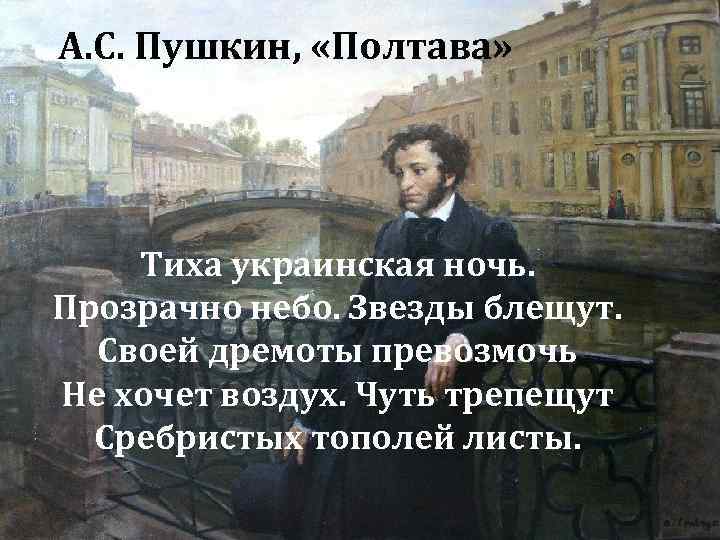 А.С. Пушкин, «Полтава»
Тиха украинская ночь.
Прозрачно небо. Звезды блещут.
Своей дремоты превозмочь
Не хочет воздух. Чуть трепещут
Сребристых тополей листы.